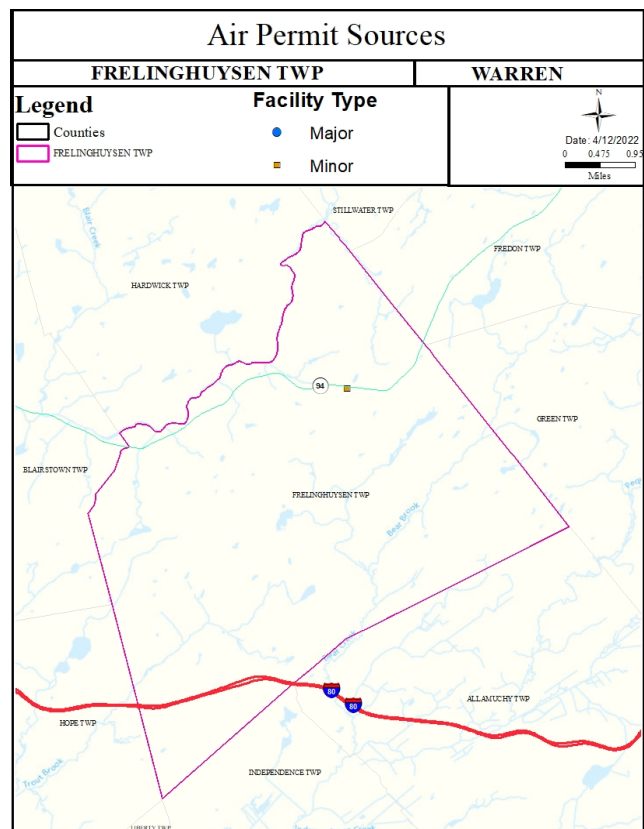 Air Permit Sources
FRELINGHUYSEN TWP
WARREN
Legend
Counties
FRELINGHUYSEN TWP
Facility Type
Major
Minor
N
Date: 4/12/2022
0 0.475 0.95
Miles
STILLWATER TWP
Blair Creek
FREDON TWP
HARDWICK TWP
94
GREEN TWP
BLAIRSTOWN TWP
FRELINGHUYSEN TWP
Bear Brook
80
80
ALLAMUCHY TWP
HOPE TWP
Trout Brook
INDEPENDENCE TWP